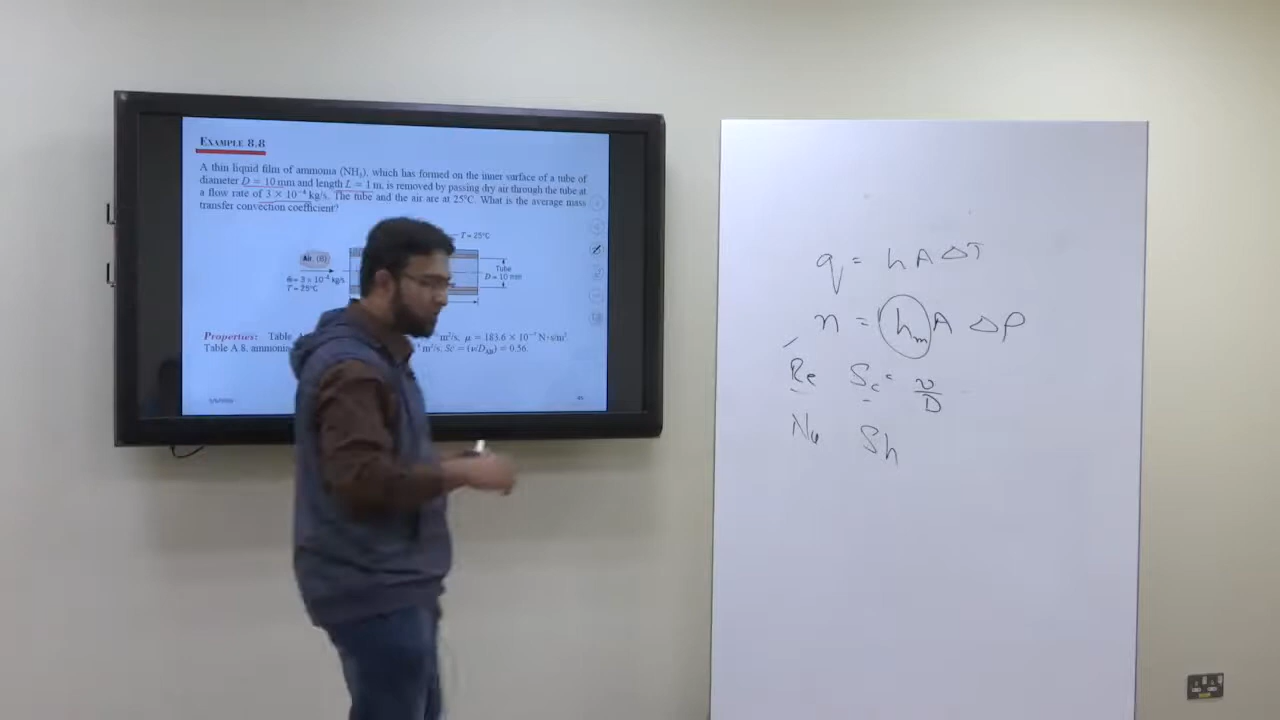 EXAMPLE 8.8
A thin liquid film of ammonia (NH₃), which has formed on the inner surface of a tube of
diameter D = 10 mm and length L = 1 m, is removed by passing dry air through the tube at
a flow rate of 3 × 10⁻⁴ kg/s. The tube and the air are at 25°C. What is the average mass
transfer convection coefficient?
T = 25°C
Air, (B)
ṁ = 3 × 10⁻⁴ kg/s
T = 25°C
Tube
D = 10 mm
Properties: Table m²/s, μ = 183.6 × 10⁻⁷ N·s/m²
Table A.8, ammonia m²/s, Sc = (ν/D_AB) = 0.56.
q = h A ΔT
n = h_m A Δρ
Re Sc = ν/D
Nu Sh